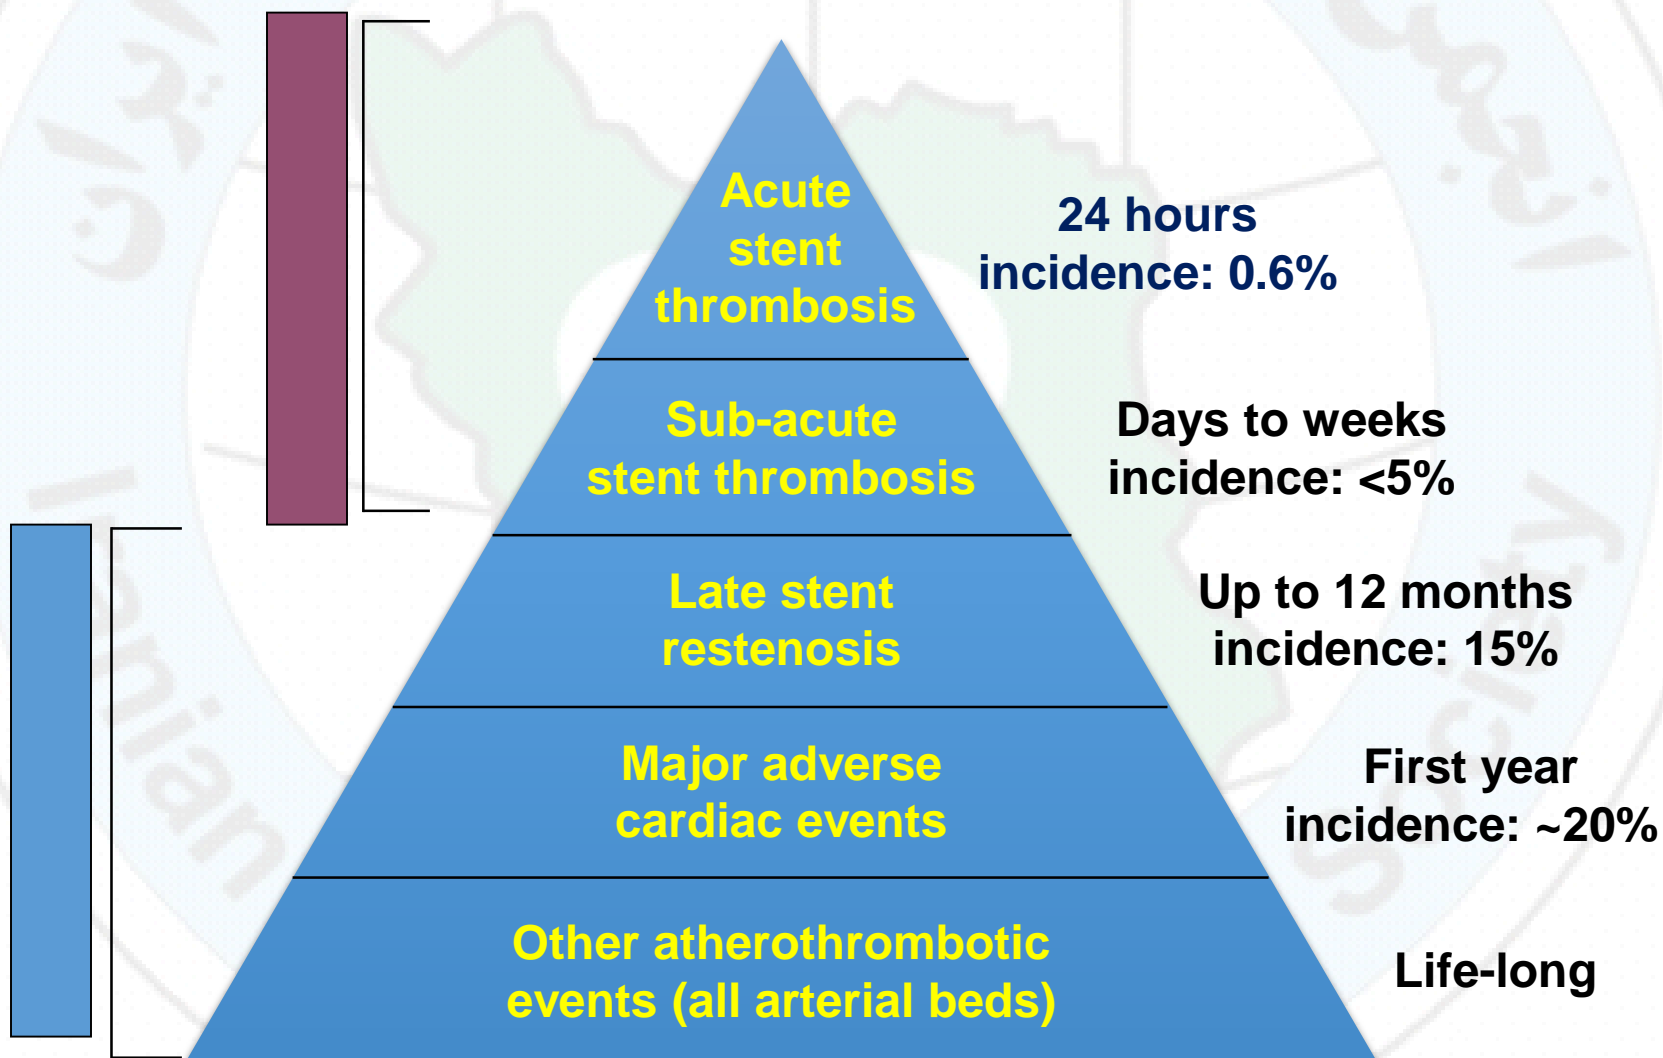 Acute
stent
thrombosis
24 hours
incidence: 0.6%
Sub-acute
stent thrombosis
Days to weeks
incidence: <5%
Late stent
restenosis
Up to 12 months
incidence: 15%
Major adverse
cardiac events
First year
incidence: ~20%
Other atherothrombotic
events (all arterial beds)
Life-long
Iranian
Society